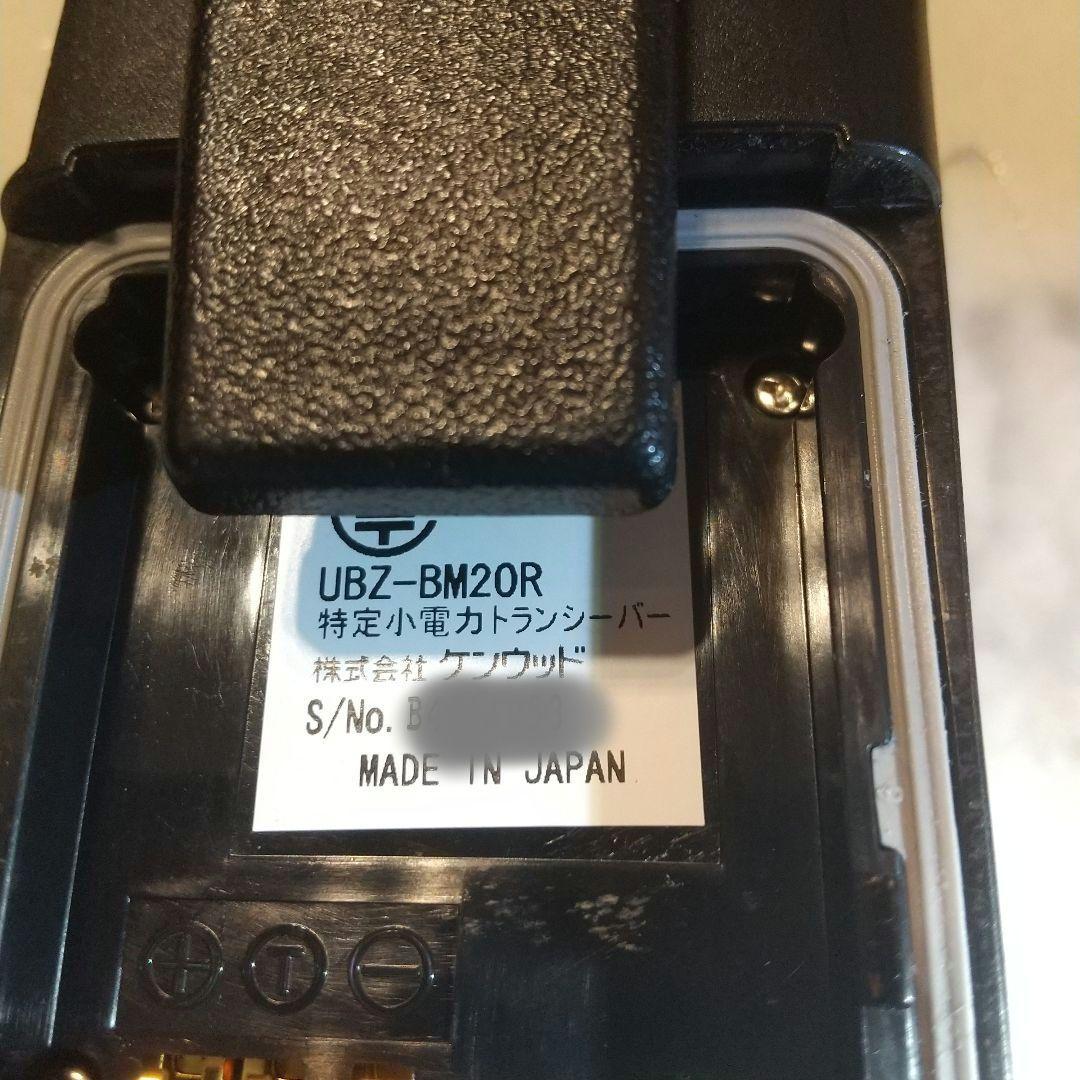 UBZ-BM20R
特定小電力トランシーバー
株式会社 ケンウッド
S/No.
MADE IN JAPAN
+ T −